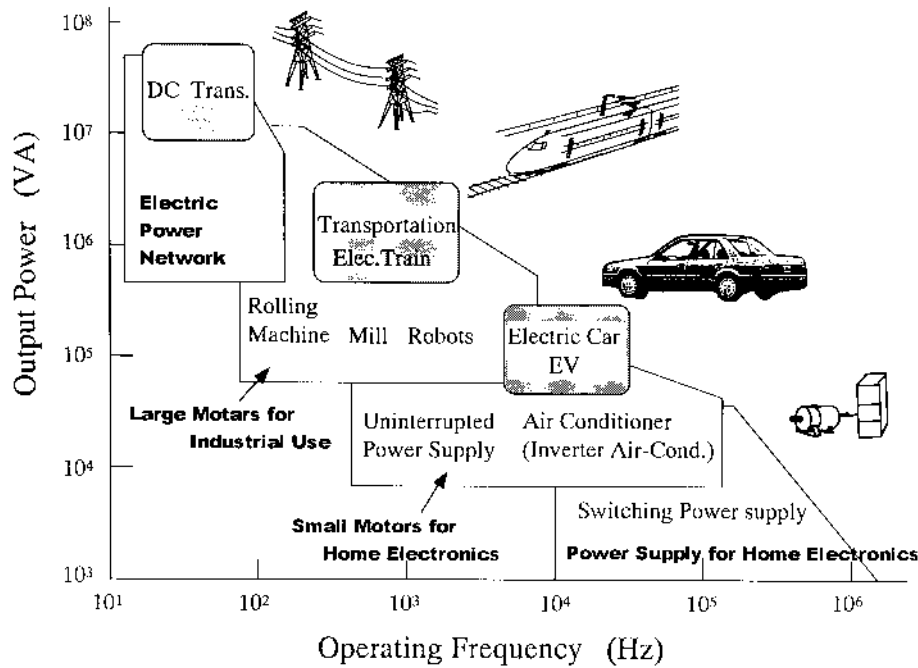 10⁸
DC Trans.
10⁷
Electric
Power
Network
Transportation
Elec.Train
10⁶
Rolling
Machine Mill Robots
Electric Car
EV
10⁵
Large Motars for
Industrial Use
Uninterrupted
Power Supply
Air Conditioner
(Inverter Air-Cond.)
10⁴
Small Motors for
Home Electronics
Switching Power supply
Power Supply for Home Electronics
10³
Output Power (VA)
10¹ 10² 10³ 10⁴ 10⁵ 10⁶
Operating Frequency (Hz)